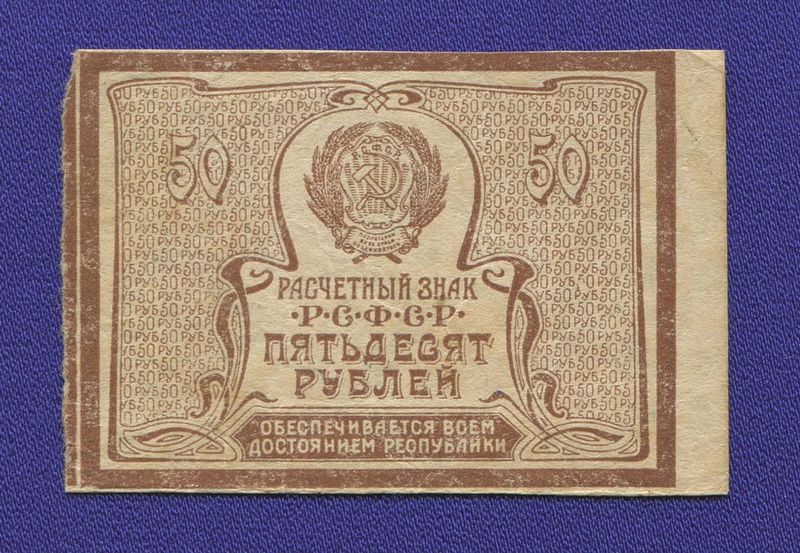 50 50
Р.С.Ф.С.Р.
РАСЧЕТНЫЙ ЗНАК
·Р·С·Ф·С·Р·
ПЯТЬДЕСЯТ
РУБЛЕЙ
ОБЕСПЕЧИВАЕТСЯ ВСЕМ
ДОСТОЯНИЕМ РЕСПУБЛИКИ